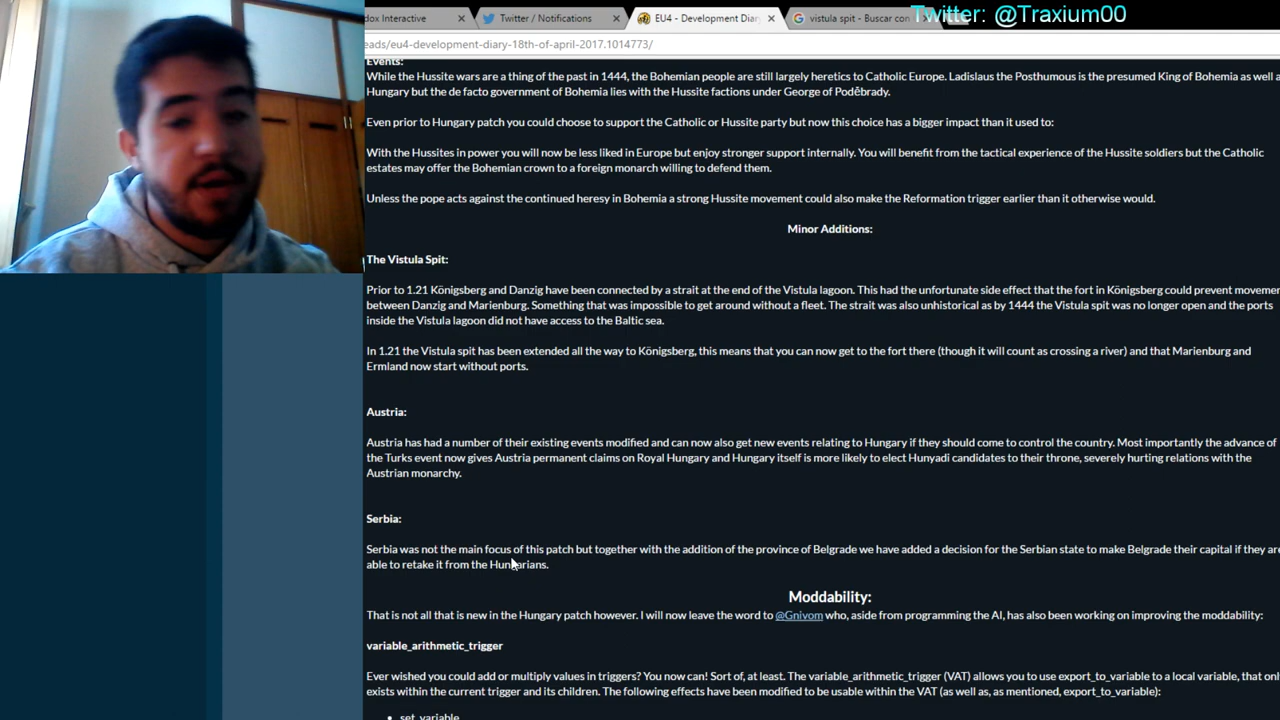 dox Interactive
Twitter / Notifications
EU4 - Development Diar
vistula spit - Buscar con
Twitter: @Traxium00
eads/eu4-development-diary-18th-of-april-2017.1014773/
Events:
While the Hussite wars are a thing of the past in 1444, the Bohemian people are still largely heretics to Catholic Europe. Ladislaus the Posthumous is the presumed King of Bohemia as well a
Hungary but the de facto government of Bohemia lies with the Hussite factions under George of Poděbrady.
Even prior to Hungary patch you could choose to support the Catholic or Hussite party but now this choice has a bigger impact than it used to:
With the Hussites in power you will now be less liked in Europe but enjoy stronger support internally. You will benefit from the tactical experience of the Hussite soldiers but the Catholic
estates may offer the Bohemian crown to a foreign monarch willing to defend them.
Unless the pope acts against the continued heresy in Bohemia a strong Hussite movement could also make the Reformation trigger earlier than it otherwise would.
Minor Additions:
The Vistula Spit:
Prior to 1.21 Königsberg and Danzig have been connected by a strait at the end of the Vistula lagoon. This had the unfortunate side effect that the fort in Königsberg could prevent movemen
between Danzig and Marienburg. Something that was impossible to get around without a fleet. The strait was also unhistorical as by 1444 the Vistula spit was no longer open and the ports
inside the Vistula lagoon did not have access to the Baltic sea.
In 1.21 the Vistula spit has been extended all the way to Königsberg, this means that you can now get to the fort there (though it will count as crossing a river) and that Marienburg and
Ermland now start without ports.
Austria:
Austria has had a number of their existing events modified and can now also get new events relating to Hungary if they should come to control the country. Most importantly the advance of
the Turks event now gives Austria permanent claims on Royal Hungary and Hungary itself is more likely to elect Hunyadi candidates to their throne, severely hurting relations with the
Austrian monarchy.
Serbia:
Serbia was not the main focus of this patch but together with the addition of the province of Belgrade we have added a decision for the Serbian state to make Belgrade their capital if they are
able to retake it from the Hungarians.
Moddability:
That is not all that is new in the Hungary patch however. I will now leave the word to @Gnivom who, aside from programming the AI, has also been working on improving the moddability:
variable_arithmetic_trigger
Ever wished you could add or multiply values in triggers? You now can! Sort of, at least. The variable_arithmetic_trigger (VAT) allows you to use export_to_variable to a local variable, that only
exists within the current trigger and its children. The following effects have been modified to be usable within the VAT (as well as, as mentioned, export_to_variable):
set_variable